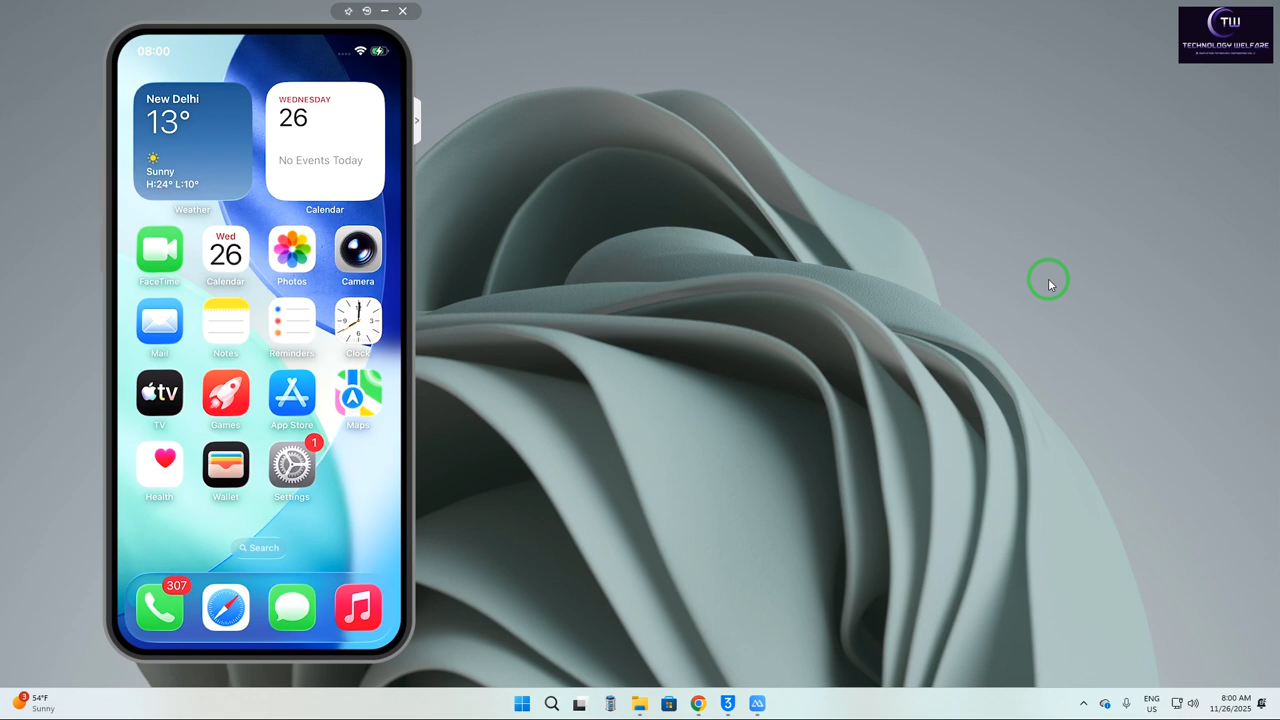 08:00
New Delhi
13°
Sunny
H:24° L:10°
Weather
WEDNESDAY
26
No Events Today
Calendar
FaceTime
Wed
26
Calendar
Photos
Camera
Mail
Notes
Reminders
Clock
tv
TV
Games
App Store
Maps
Health
Wallet
1
Settings
Search
307
TW
TECHNOLOGY WELFARE
3
54°F
Sunny
3
ENG
US
8:00 AM
11/26/2025